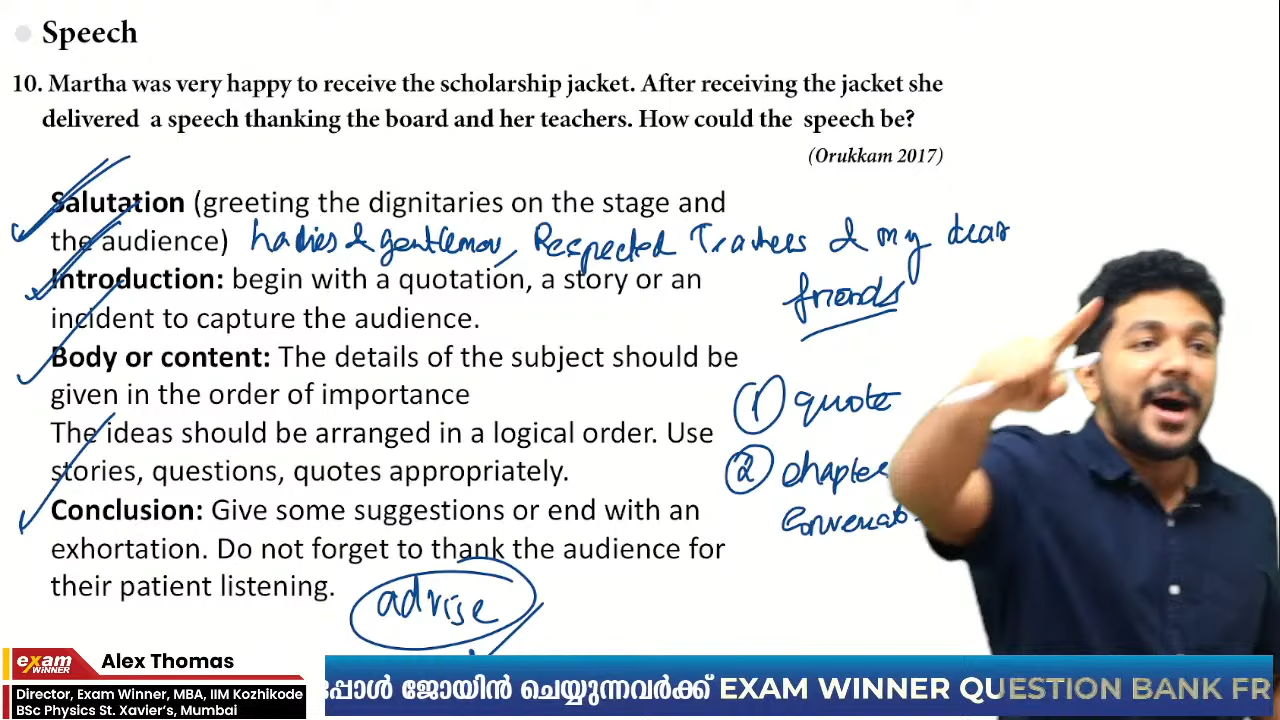 Speech
10. Martha was very happy to receive the scholarship jacket. After receiving the jacket she
delivered a speech thanking the board and her teachers. How could the speech be?
(Orukkam 2017)
Salutation (greeting the dignitaries on the stage and
the audience) Ladies & gentlemen, Respected Teachers & my dear
friends
Introduction: begin with a quotation, a story or an
incident to capture the audience.
Body or content: The details of the subject should be
given in the order of importance
The ideas should be arranged in a logical order. Use
stories, questions, quotes appropriately.
Conclusion: Give some suggestions or end with an
exhortation. Do not forget to thank the audience for
their patient listening.
① quote
② chapter
advise
exam
WINNER
Alex Thomas
Director, Exam Winner, MBA, IIM Kozhikode
BSc Physics St. Xavier's, Mumbai
പ്പോൾ ജോയിൻ ചെയ്യുന്നവർക്ക് EXAM WINNER QUESTION BANK FR